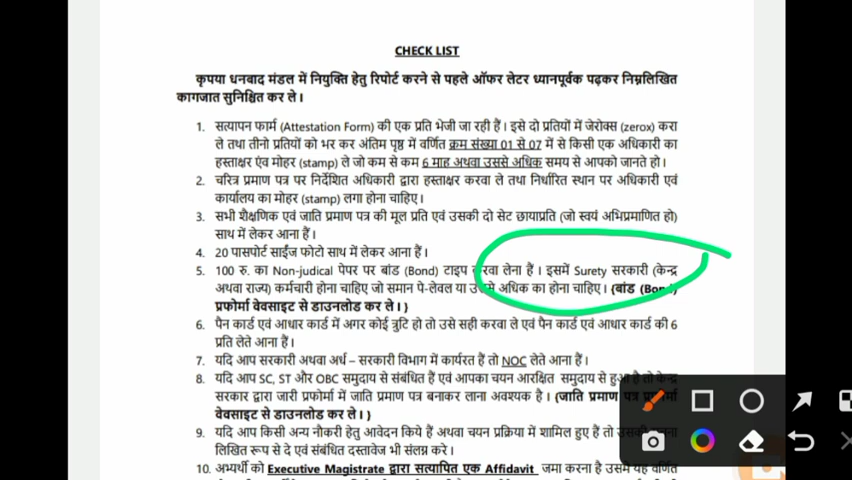 CHECK LIST
कृपया धनबाद मंडल में नियुक्ति हेतु रिपोर्ट करने से पहले ऑफर लेटर ध्यानपूर्वक पढ़कर निम्नलिखित
कागजात सुनिश्चित कर ले ।
1. सत्यापन फार्म (Attestation Form) की एक प्रति भेजी जा रही हैं । इसे दो प्रतियों में जेरोक्स (zerox) करा
ले तथा तीनो प्रतियों को भर कर अंतिम पृष्ठ में वर्णित क्रम संख्या 01 से 07 में से किसी एक अधिकारी का
हस्ताक्षर एंव मोहर (stamp) ले जो कम से कम 6 माह अथवा उससे अधिक समय से आपको जानते हो ।
2. चरित्र प्रमाण पत्र पर निर्देशित अधिकारी द्वारा हस्ताक्षर करवा ले तथा निर्धारित स्थान पर अधिकारी एवं
कार्यालय का मोहर (stamp) लगा होना चाहिए ।
3. सभी शैक्षणिक एवं जाति प्रमाण पत्र की मूल प्रति एवं उसकी दो सेट छायाप्रति (जो स्वयं अभिप्रमाणित हो)
साथ में लेकर आना हैं ।
4. 20 पासपोर्ट साईंज फोटो साथ में लेकर आना हैं ।
5. 100 रु. का Non-judical पेपर पर बांड (Bond) टाइप करवा लेना हैं । इसमें Surety सरकारी (केन्द्र
अथवा राज्य) कर्मचारी होना चाहिए जो समान पे-लेवल या उससे अधिक का होना चाहिए । {बांड (Bond)
प्रफोर्मा वेवसाइट से डाउनलोड कर ले । }
6. पैन कार्ड एवं आधार कार्ड में अगर कोई त्रुटि हो तो उसे सही करवा ले एवं पैन कार्ड एवं आधार कार्ड की 6
प्रति लेते आना हैं ।
7. यदि आप सरकारी अथवा अर्ध – सरकारी विभाग में कार्यरत हैं तो NOC लेते आना हैं ।
8. यदि आप SC, ST और OBC समुदाय से संबंधित हैं एवं आपका चयन आरक्षित समुदाय से हुआ है तो केन्द्र
सरकार द्वारा जारी प्रफोर्मा में जाति प्रमाण पत्र बनाकर लाना अवश्यक है । (जाति प्रमाण पत्र
वेवसाइट से डाउनलोड कर ले । )
9. यदि आप किसी अन्य नौकरी हेतु आवेदन किये हैं अथवा चयन प्रक्रिया में शामिल हुए हैं तो
लिखित रूप से दे एवं संबंधित दस्तावेज भी संलग्न करे ।
10. अभ्यर्थी को Executive Magistrate द्वारा सत्यापित एक Affidavit जमा करना है उसमे यह वर्णित